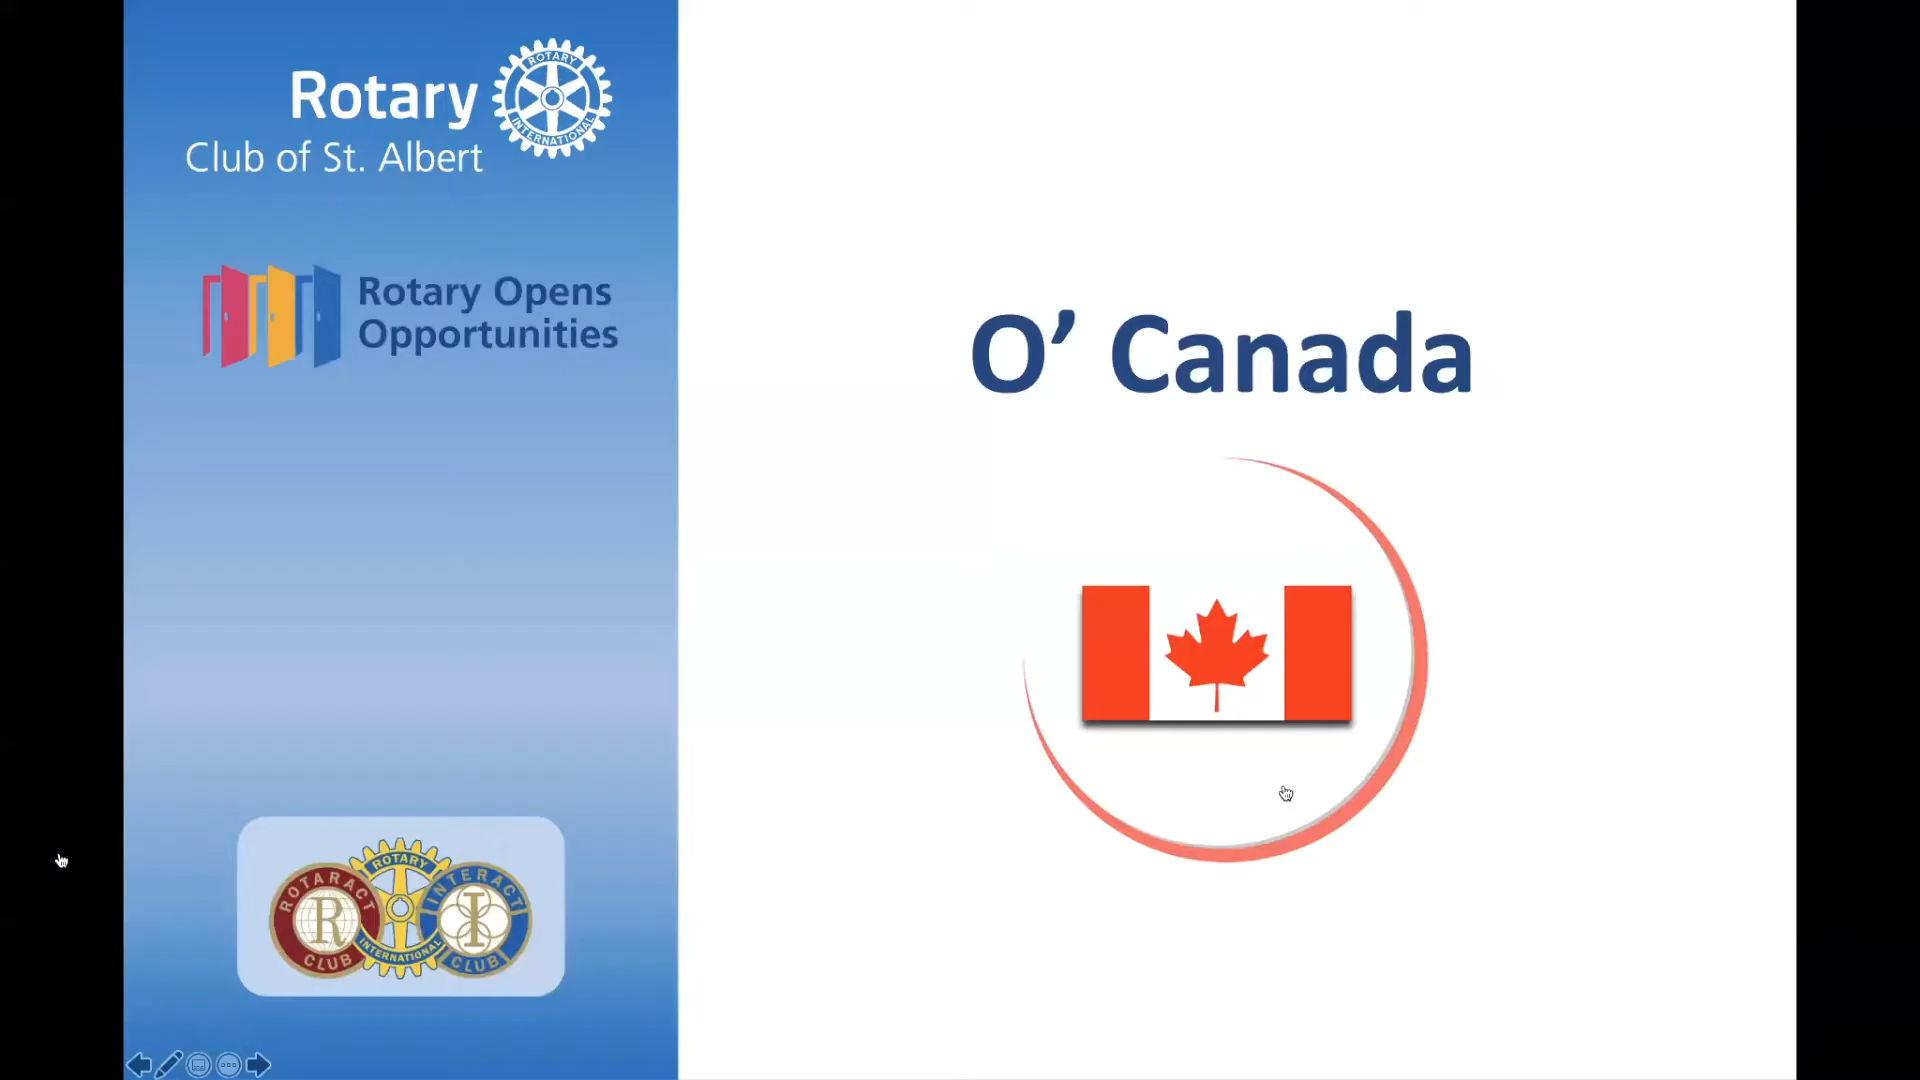 Rotary
Club of St. Albert
ROTARY
INTERNATIONAL
Rotary Opens
Opportunities
O’ Canada
ROTARACT
R
CLUB
ROTARY
INTERNATIONAL
INTERACT
I
CLUB